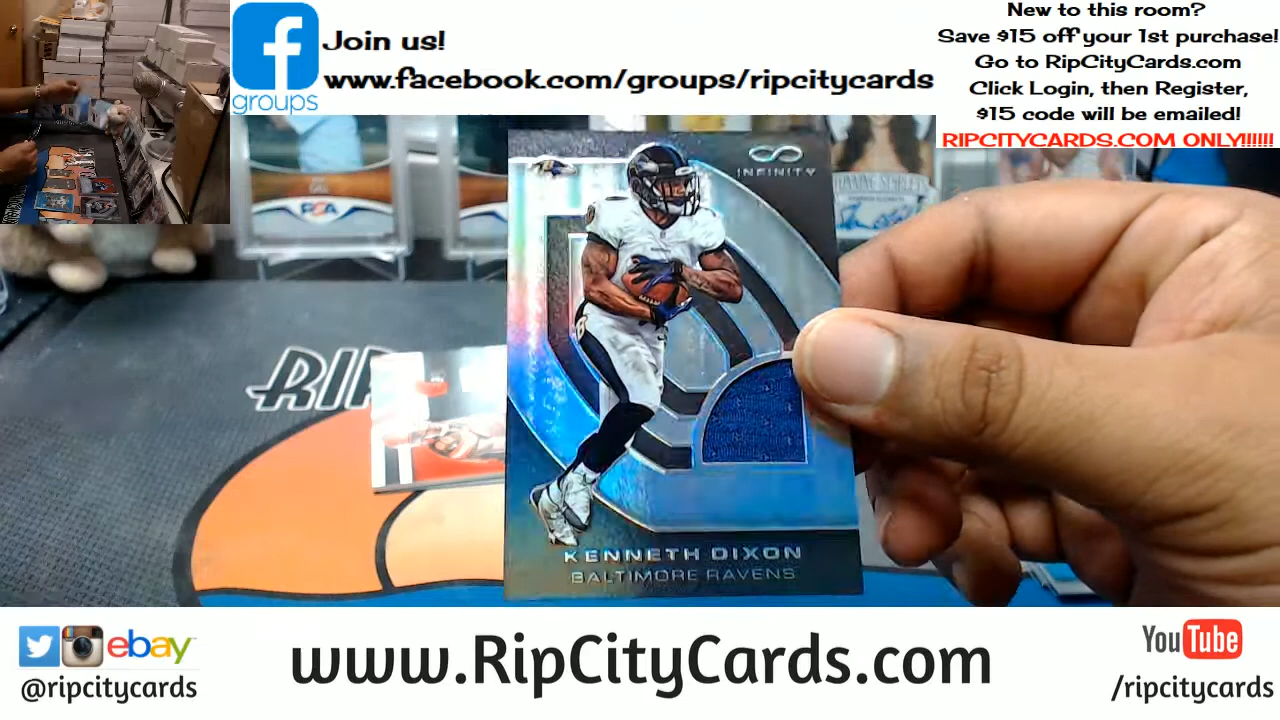 Join us!
www.facebook.com/groups/ripcitycards
groups
New to this room?
Save $15 off your 1st purchase!
Go to RipCityCards.com
Click Login, then Register,
$15 code will be emailed!
RIPCITYCARDS.COM ONLY!!!!!!
PSA
INFINITY
RIP
KENNETH DIXON
BALTIMORE RAVENS
ebay
@ripcitycards
www.RipCityCards.com
YouTube
/ripcitycards